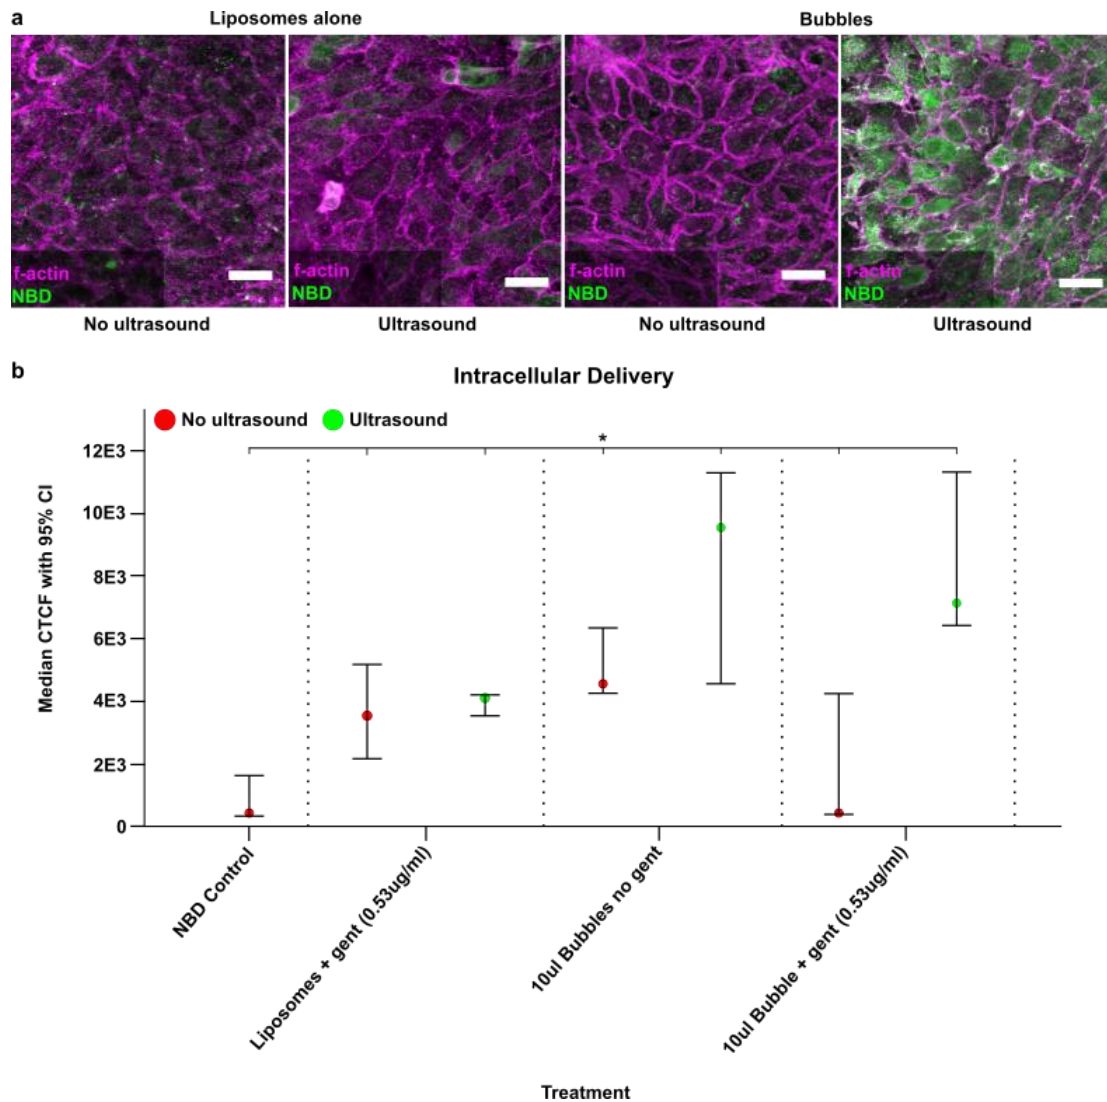 a
Liposomes alone
Bubbles
f-actin
NBD
f-actin
NBD
f-actin
NBD
f-actin
NBD
No ultrasound
Ultrasound
No ultrasound
Ultrasound
b
Intracellular Delivery
No ultrasound
Ultrasound
*
Median CTCF with 95% CI
12E3
10E3
8E3
6E3
4E3
2E3
0
NBD Control
Liposomes + gent (0.53ug/ml)
10ul Bubbles no gent
10ul Bubble + gent (0.53ug/ml)
Treatment